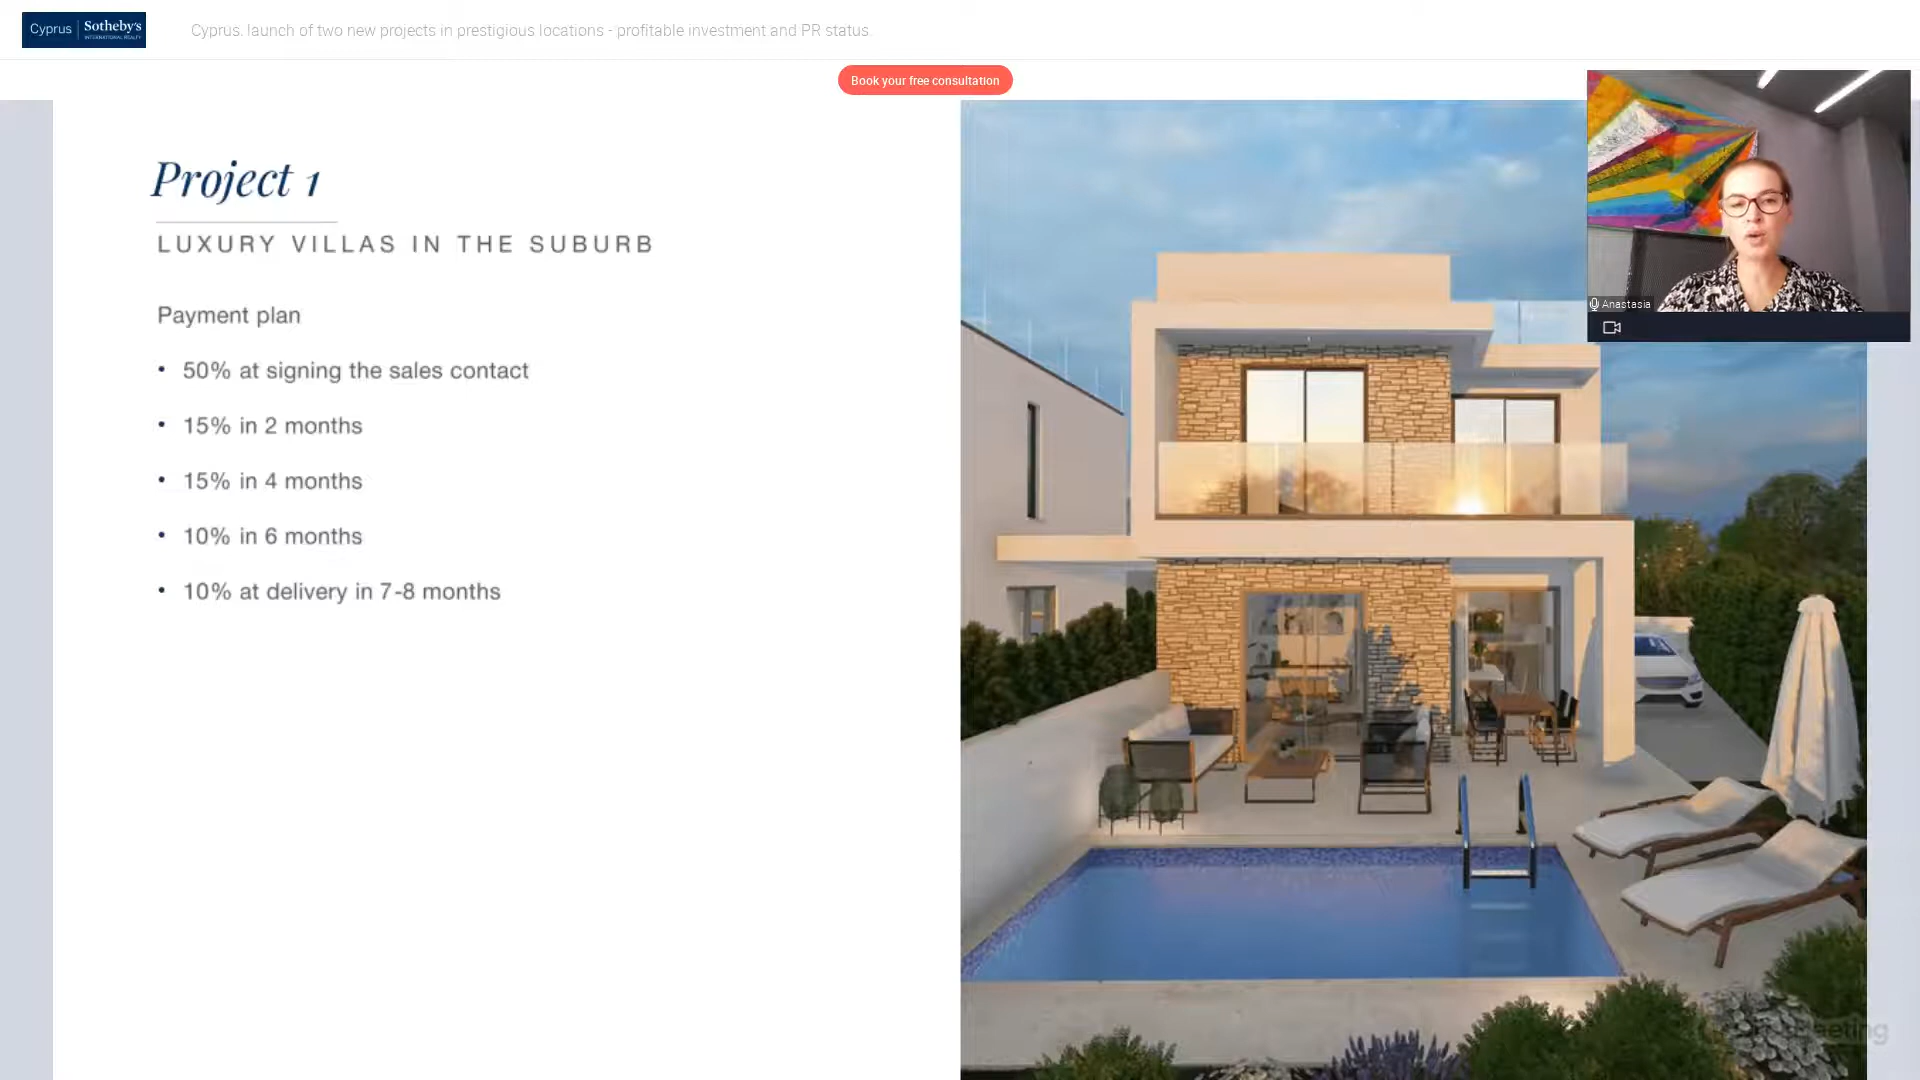 Cyprus Sotheby's
INTERNATIONAL REALTY
Cyprus. launch of two new projects in prestigious locations - profitable investment and PR status
Book your free consultation
Project 1
LUXURY VILLAS IN THE SUBURB
Payment plan
• 50% at signing the sales contact
• 15% in 2 months
• 15% in 4 months
• 10% in 6 months
• 10% at delivery in 7-8 months
Anastasia